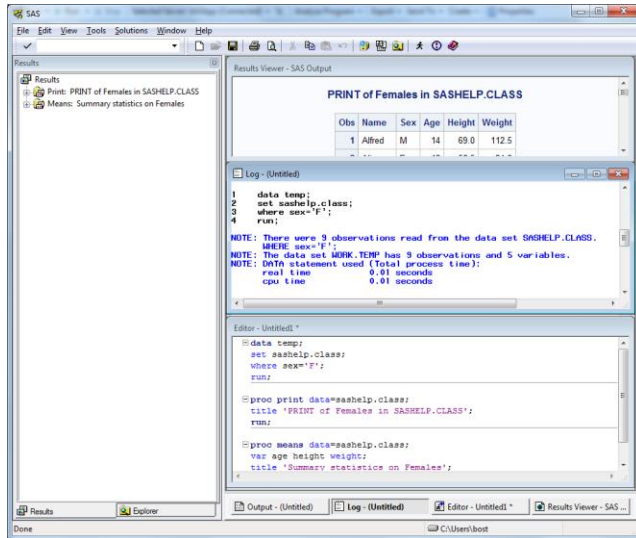 SAS
File Edit View Tools Solutions Window Help
Results
Results
Print: PRINT of Females in SASHELP.CLASS
Means: Summary statistics on Females
Results Viewer - SAS Output
PRINT of Females in SASHELP.CLASS
Obs Name Sex Age Height Weight
1 Alfred M 14 69.0 112.5
Log - (Untitled)
1 data temp;
2 set sashelp.class;
3 where sex='F';
4 run;
NOTE: There were 9 observations read from the data set SASHELP.CLASS.
WHERE sex='F';
NOTE: The data set WORK.TEMP has 9 observations and 5 variables.
NOTE: DATA statement used (Total process time):
real time 0.01 seconds
cpu time 0.01 seconds
Editor - Untitled1 *
data temp;
set sashelp.class;
where sex='F';
run;
proc print data=sashelp.class;
title 'PRINT of Females in SASHELP.CLASS';
run;
proc means data=sashelp.class;
var age height weight;
title 'Summary statistics on Females';
Results Explorer
Output - (Untitled) Log - (Untitled) Editor - Untitled1 * Results Viewer - SAS ...
Done C:\Users\bost